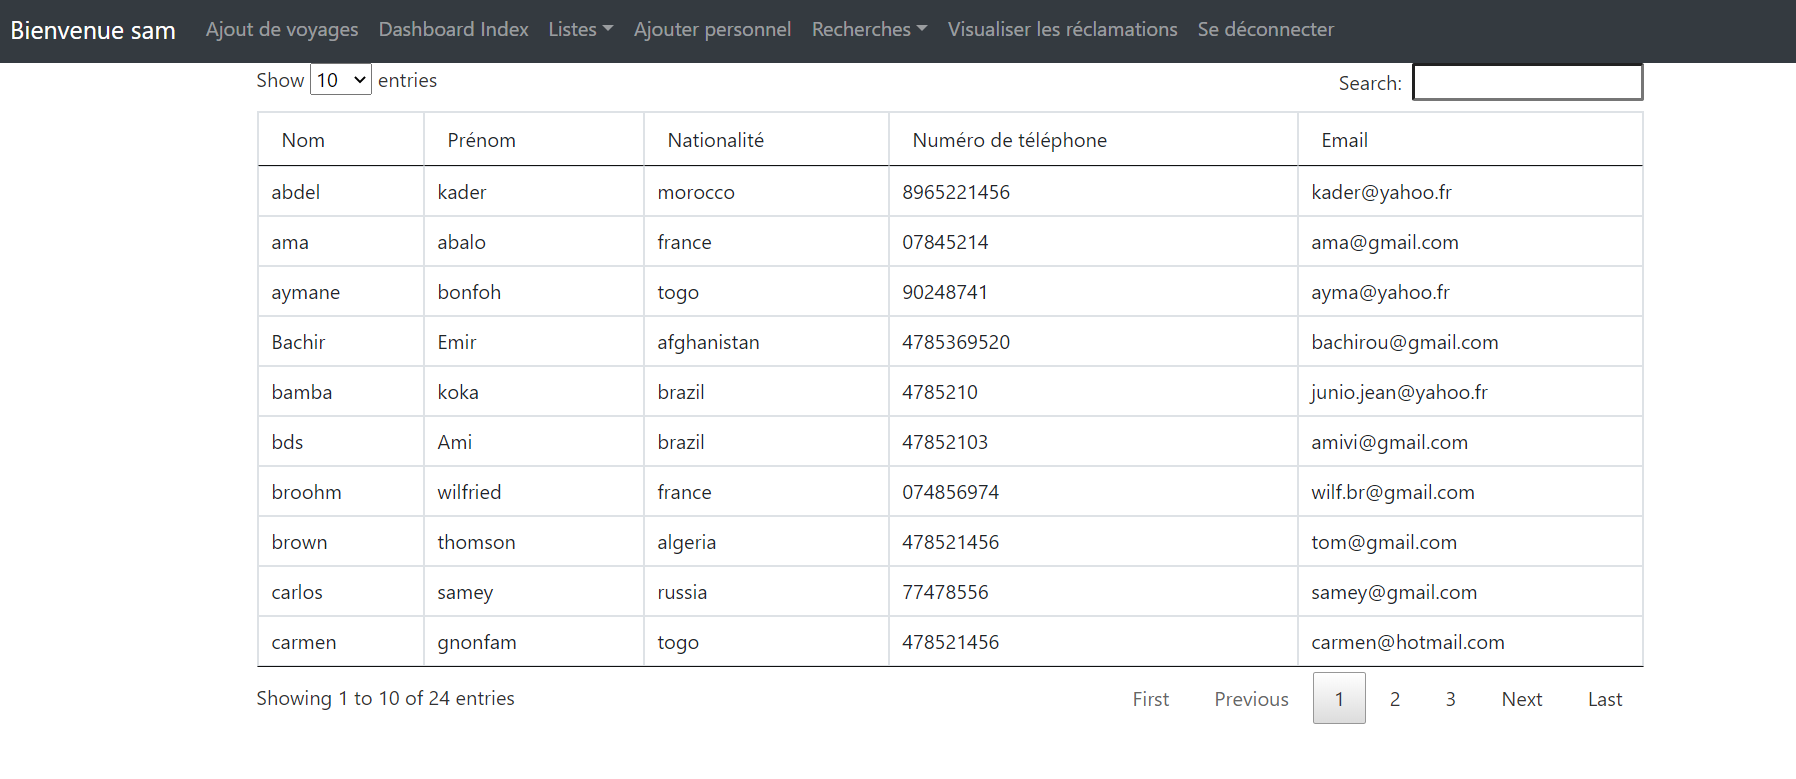 Bienvenue sam Ajout de voyages Dashboard Index Listes Ajouter personnel Recherches Visualiser les réclamations Se déconnecter
Show 10 entries Search:
Nom Prénom Nationalité Numéro de téléphone Email
abdel kader morocco 8965221456 kader@yahoo.fr
ama abalo france 07845214 ama@gmail.com
aymane bonfoh togo 90248741 ayma@yahoo.fr
Bachir Emir afghanistan 4785369520 bachirou@gmail.com
bamba koka brazil 4785210 junio.jean@yahoo.fr
bds Ami brazil 47852103 amivi@gmail.com
broohm wilfried france 074856974 wilf.br@gmail.com
brown thomson algeria 478521456 tom@gmail.com
carlos samey russia 77478556 samey@gmail.com
carmen gnonfam togo 478521456 carmen@hotmail.com
Showing 1 to 10 of 24 entries First Previous 1 2 3 Next Last